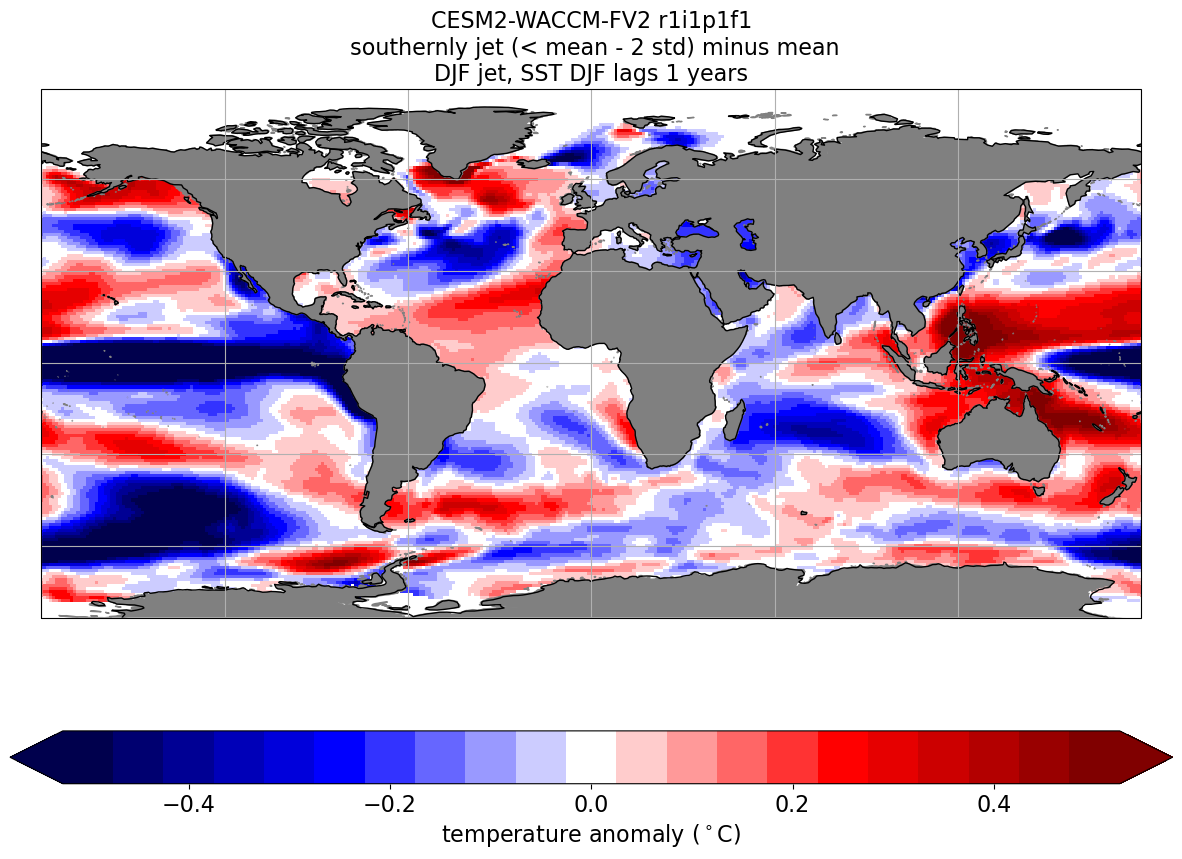 CESM2-WACCM-FV2 r1i1p1f1
southernly jet (< mean - 2 std) minus mean
DJF jet, SST DJF lags 1 years
−0.4 −0.2 0.0 0.2 0.4
temperature anomaly (°C)